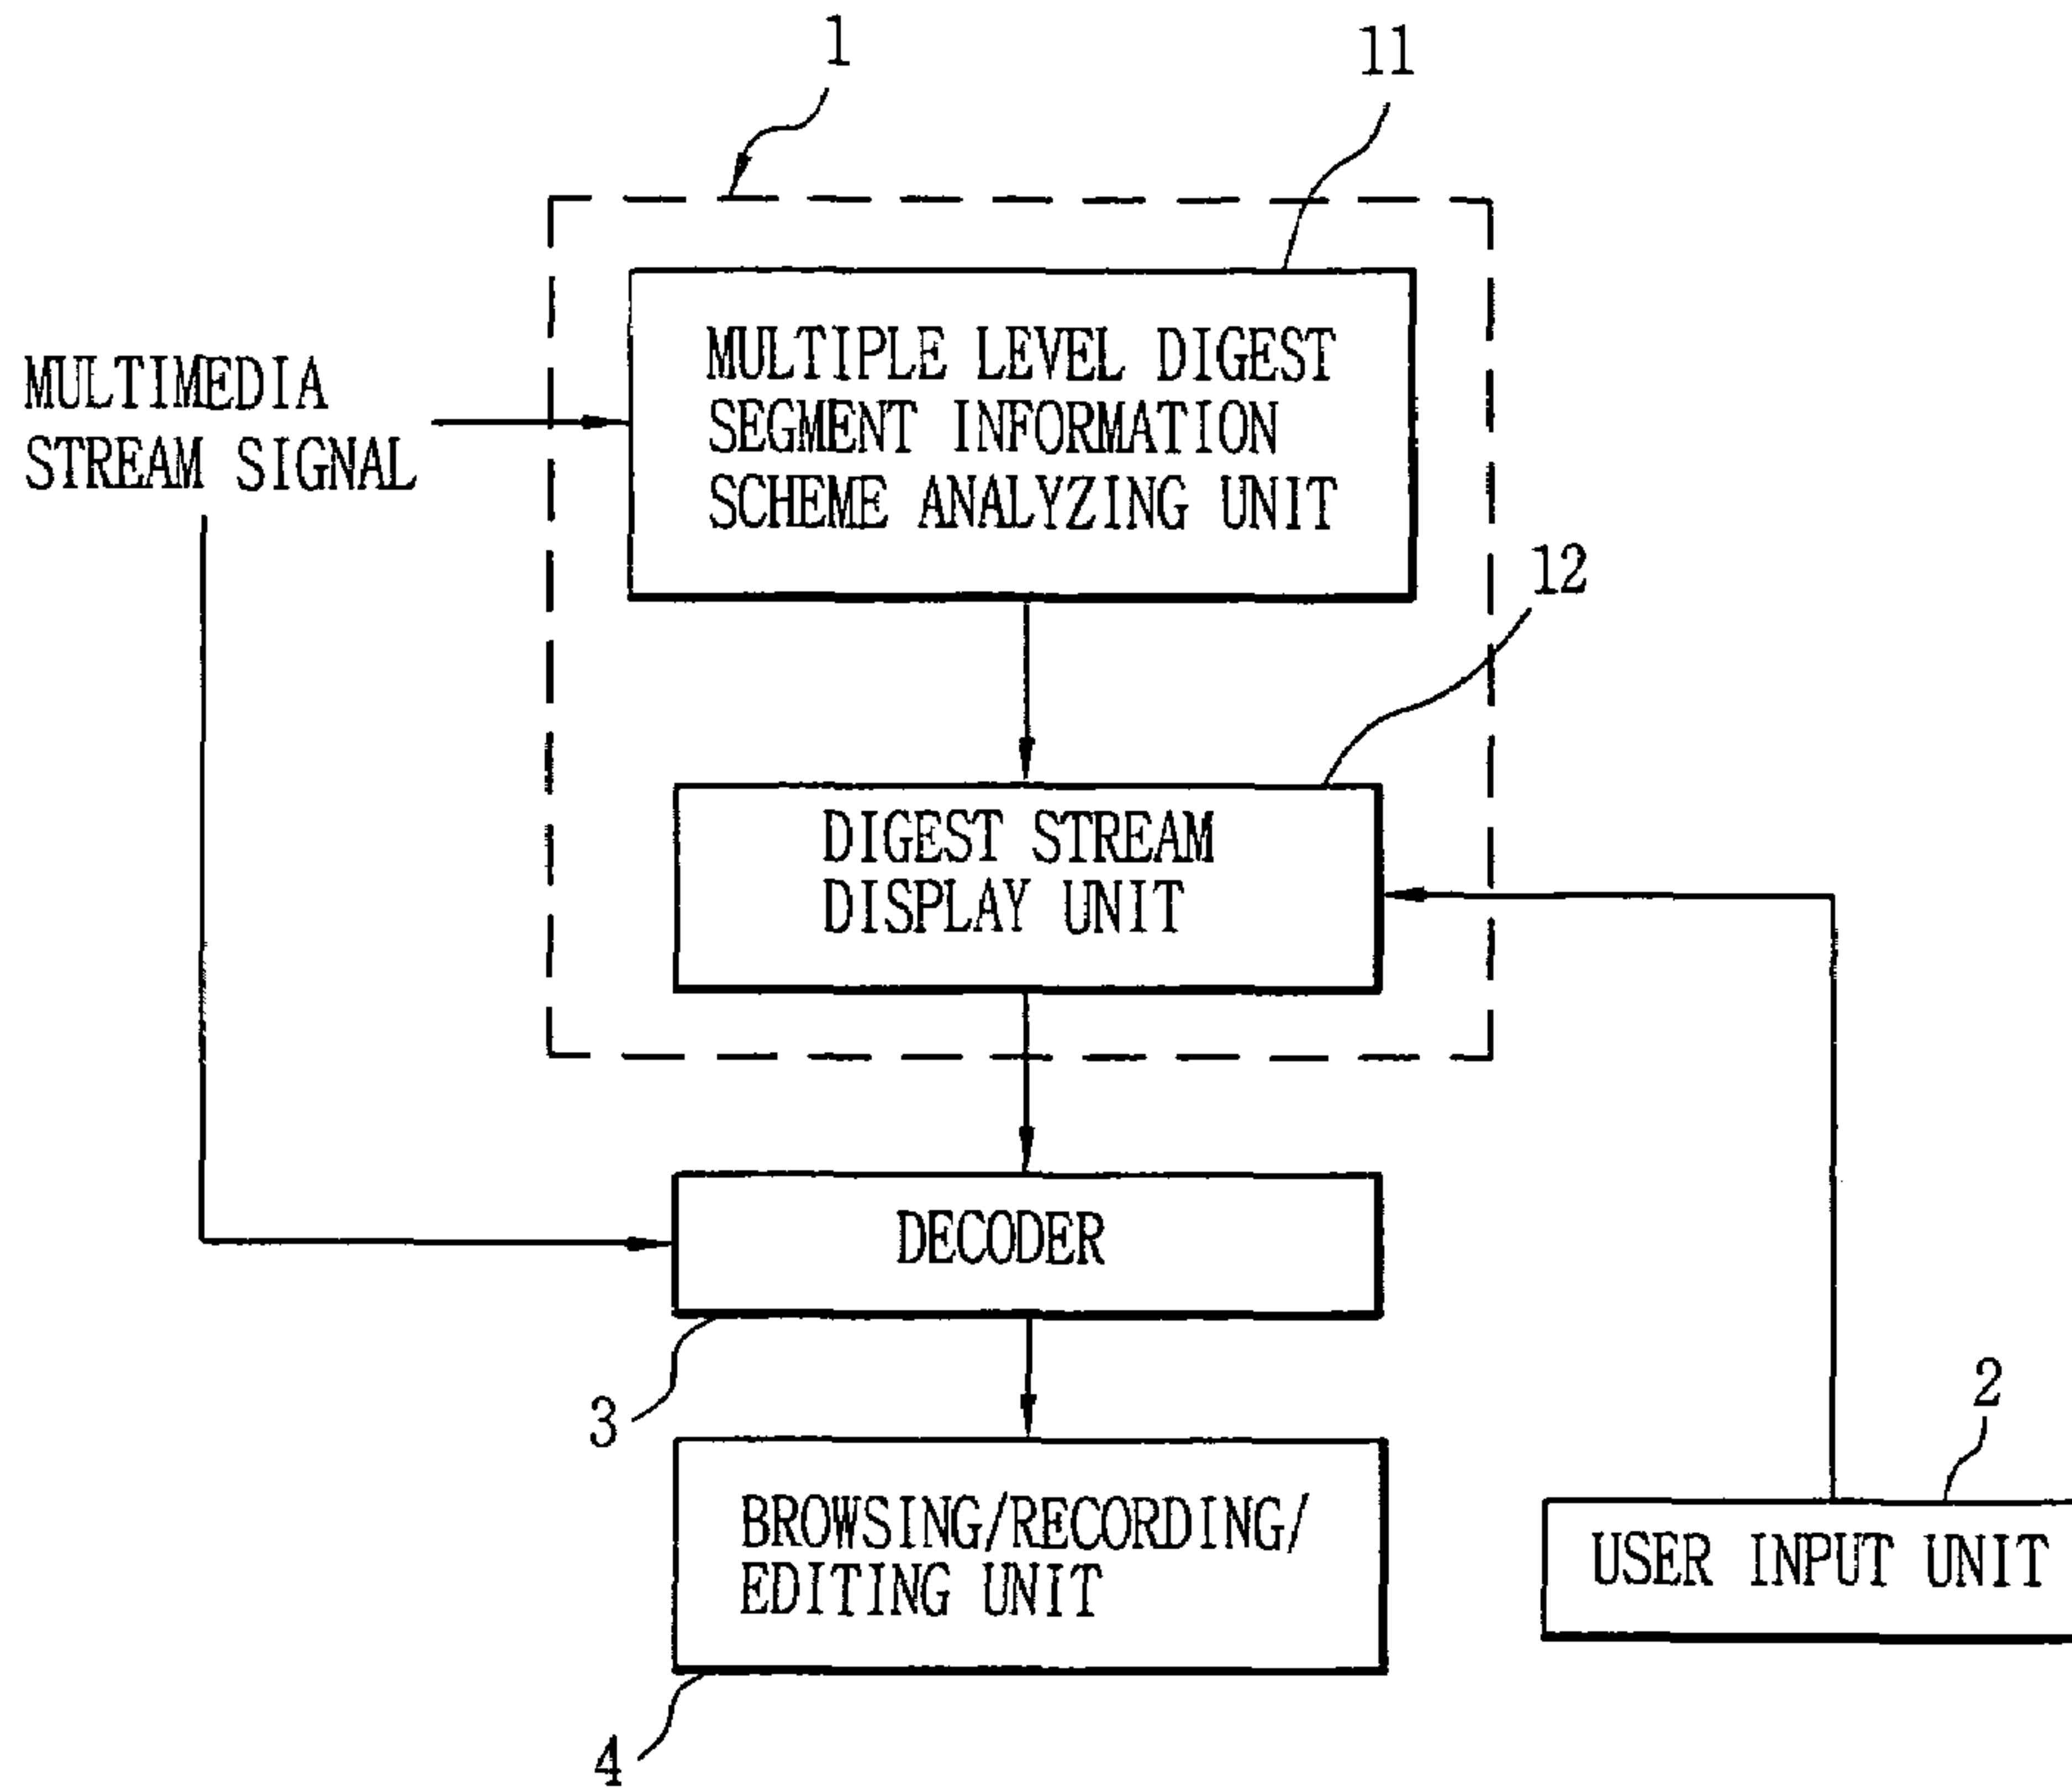 1
11
MULTIPLE LEVEL DIGEST
SEGMENT INFORMATION
SCHEME ANALYZING UNIT
MULTIMEDIA
STREAM SIGNAL
12
DIGEST STREAM
DISPLAY UNIT
DECODER
3
2
BROWSING/RECORDING/
EDITING UNIT
USER INPUT UNIT
4